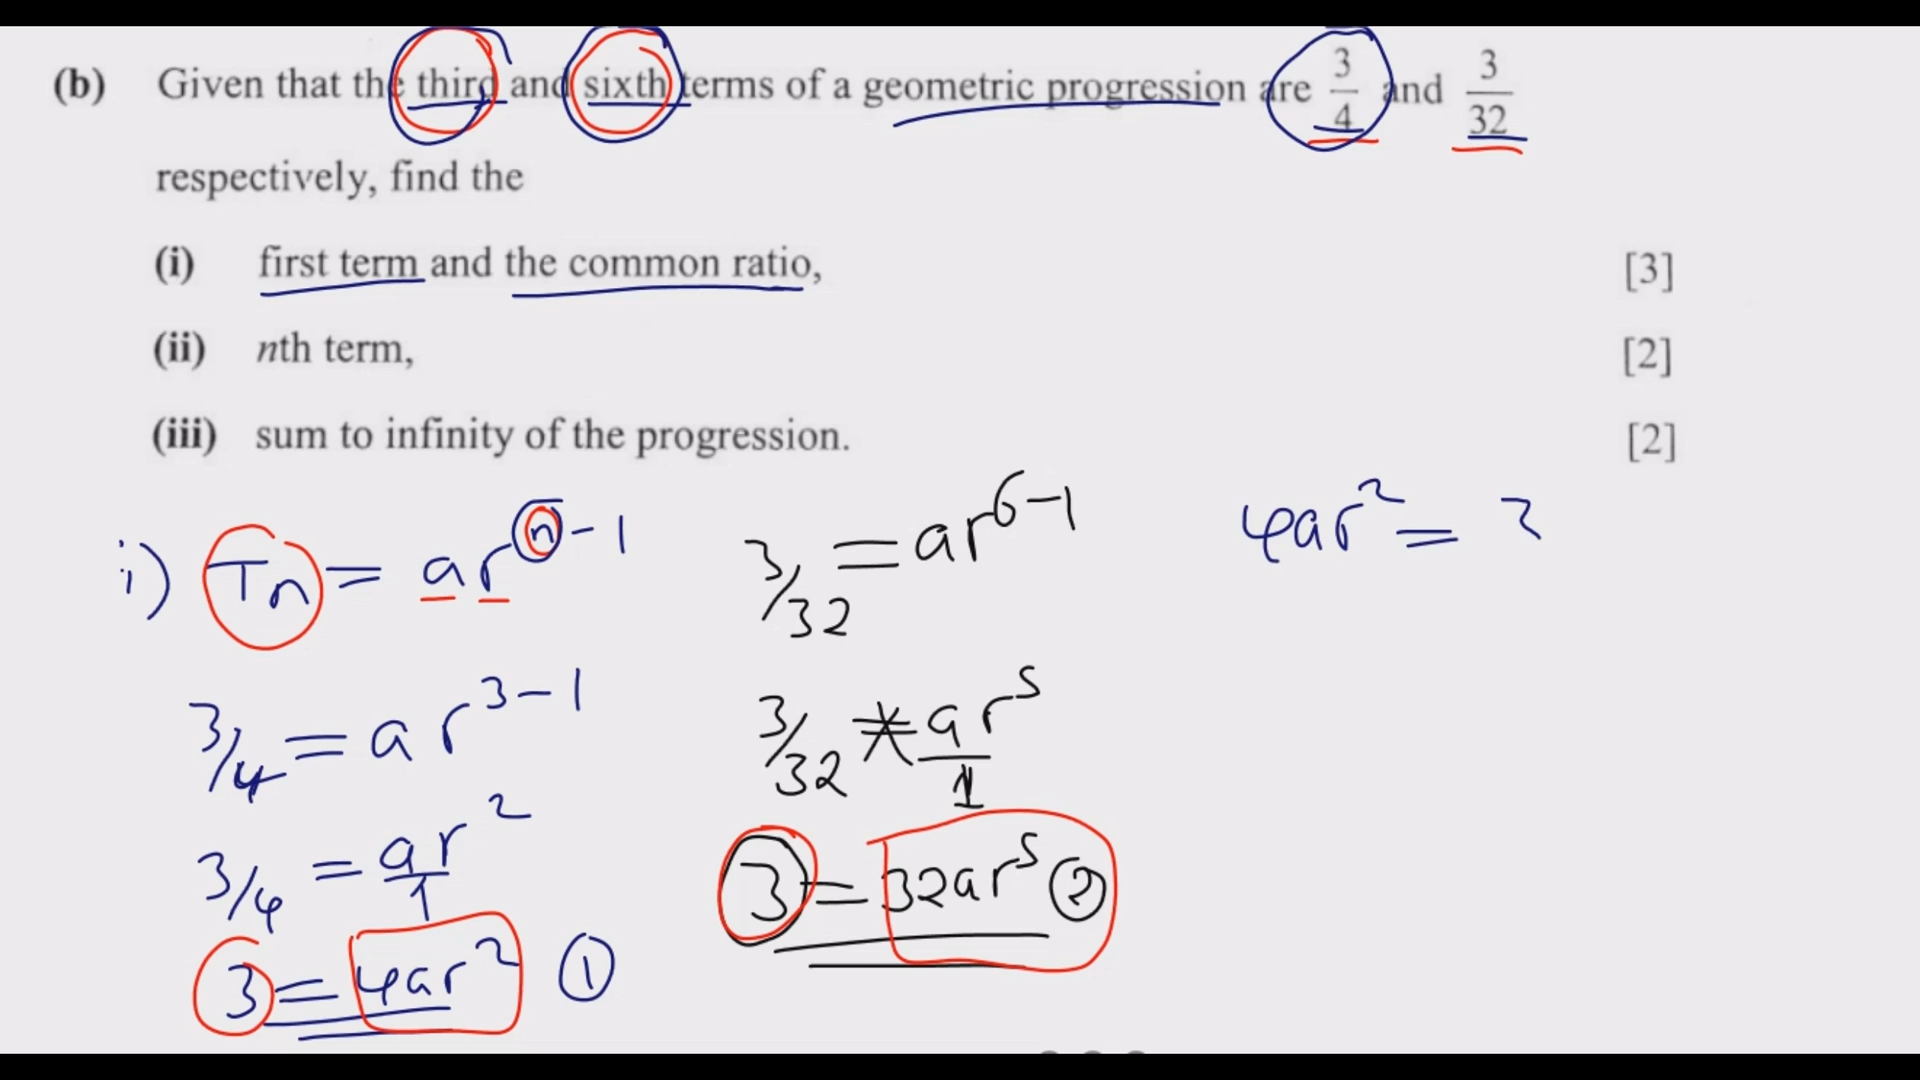 (b) Given that the third and sixth terms of a geometric progression are 3/4 and 3/32
respectively, find the
(i) first term and the common ratio, [3]
(ii) nth term, [2]
(iii) sum to infinity of the progression. [2]
i) Tn = ar^(n-1)
3/4 = ar^(3-1)
3/4 = ar^2/1
3 = 4ar^2 ①
3/32 = ar^(6-1)
3/32 = ar^5/1
3 = 32ar^5 ②
4ar^2 = 3